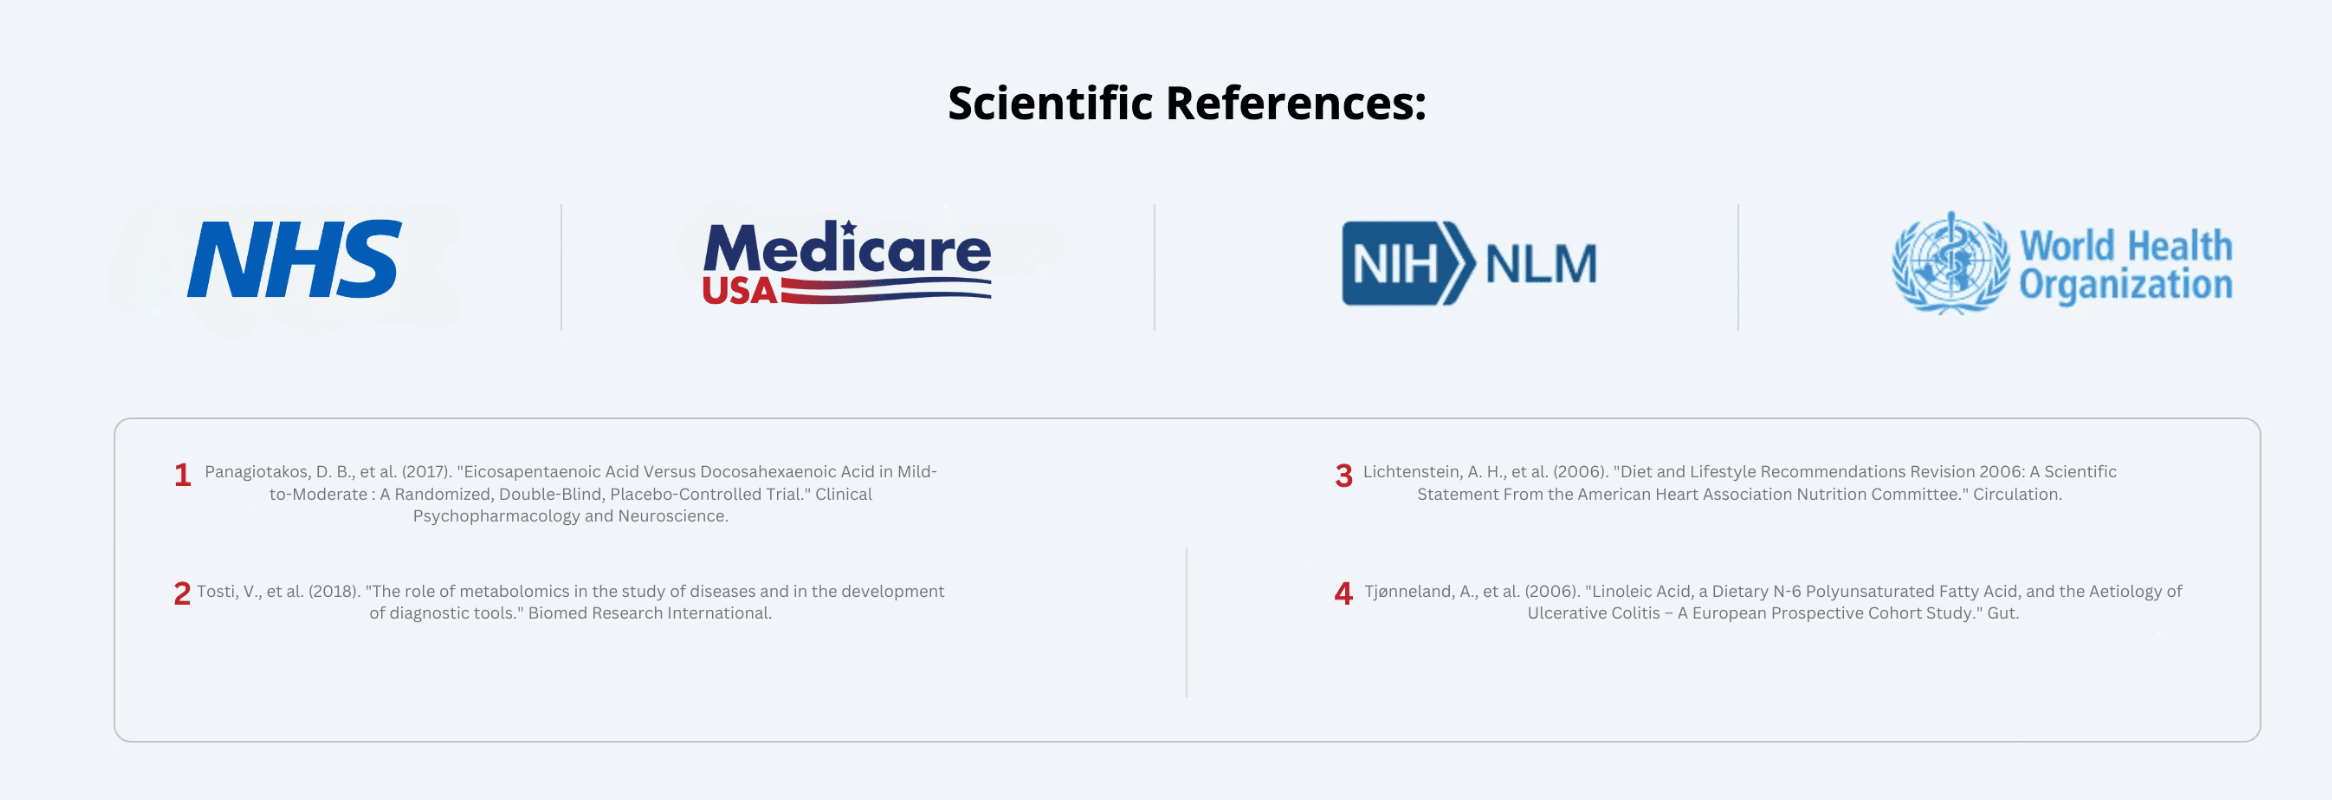 Scientific References:
NHS
Medicare
USA
NIH NLM
World Health
Organization
1 Panagiotakos, D. B., et al. (2017). "Eicosapentaenoic Acid Versus Docosahexaenoic Acid in Mild-
to-Moderate : A Randomized, Double-Blind, Placebo-Controlled Trial." Clinical
Psychopharmacology and Neuroscience.
2 Tosti, V., et al. (2018). "The role of metabolomics in the study of diseases and in the development
of diagnostic tools." Biomed Research International.
3 Lichtenstein, A. H., et al. (2006). "Diet and Lifestyle Recommendations Revision 2006: A Scientific
Statement From the American Heart Association Nutrition Committee." Circulation.
4 Tjønneland, A., et al. (2006). "Linoleic Acid, a Dietary N-6 Polyunsaturated Fatty Acid, and the Aetiology of
Ulcerative Colitis – A European Prospective Cohort Study." Gut.